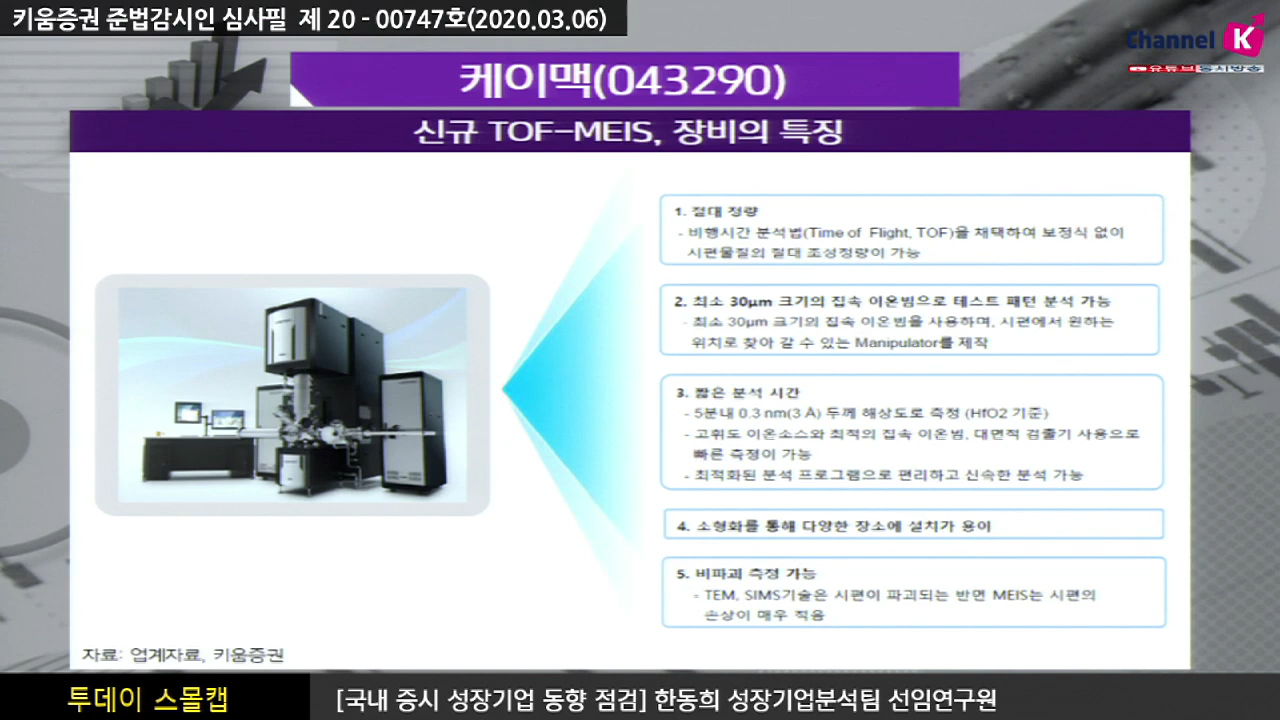 키움증권 준법감시인 심사필 제 20 - 00747호(2020.03.06)
Channel K
유튜브동시방송
케이맥(043290)
신규 TOF-MEIS, 장비의 특징
1. 절대 정량
- 비행시간 분석법(Time of Flight, TOF)을 채택하여 보정식 없이
시편물질의 절대 조성정량이 가능
2. 최소 30μm 크기의 집속 이온빔으로 테스트 패턴 분석 가능
- 최소 30μm 크기의 집속 이온빔을 사용하며, 시편에서 원하는
위치로 찾아 갈 수 있는 Manipulator를 제작
3. 짧은 분석 시간
- 5분내 0.3 nm(3 Å) 두께 해상도로 측정 (HfO2 기준)
- 고휘도 이온소스와 최적의 집속 이온빔, 대면적 검출기 사용으로
빠른 측정이 가능
- 최적화된 분석 프로그램으로 편리하고 신속한 분석 가능
4. 소형화를 통해 다양한 장소에 설치가 용이
5. 비파괴 측정 가능
- TEM, SIMS기술은 시편이 파괴되는 반면 MEIS는 시편의
손상이 매우 적음
자료: 업계자료, 키움증권
투데이 스몰캡
[국내 증시 성장기업 동향 점검] 한동희 성장기업분석팀 선임연구원